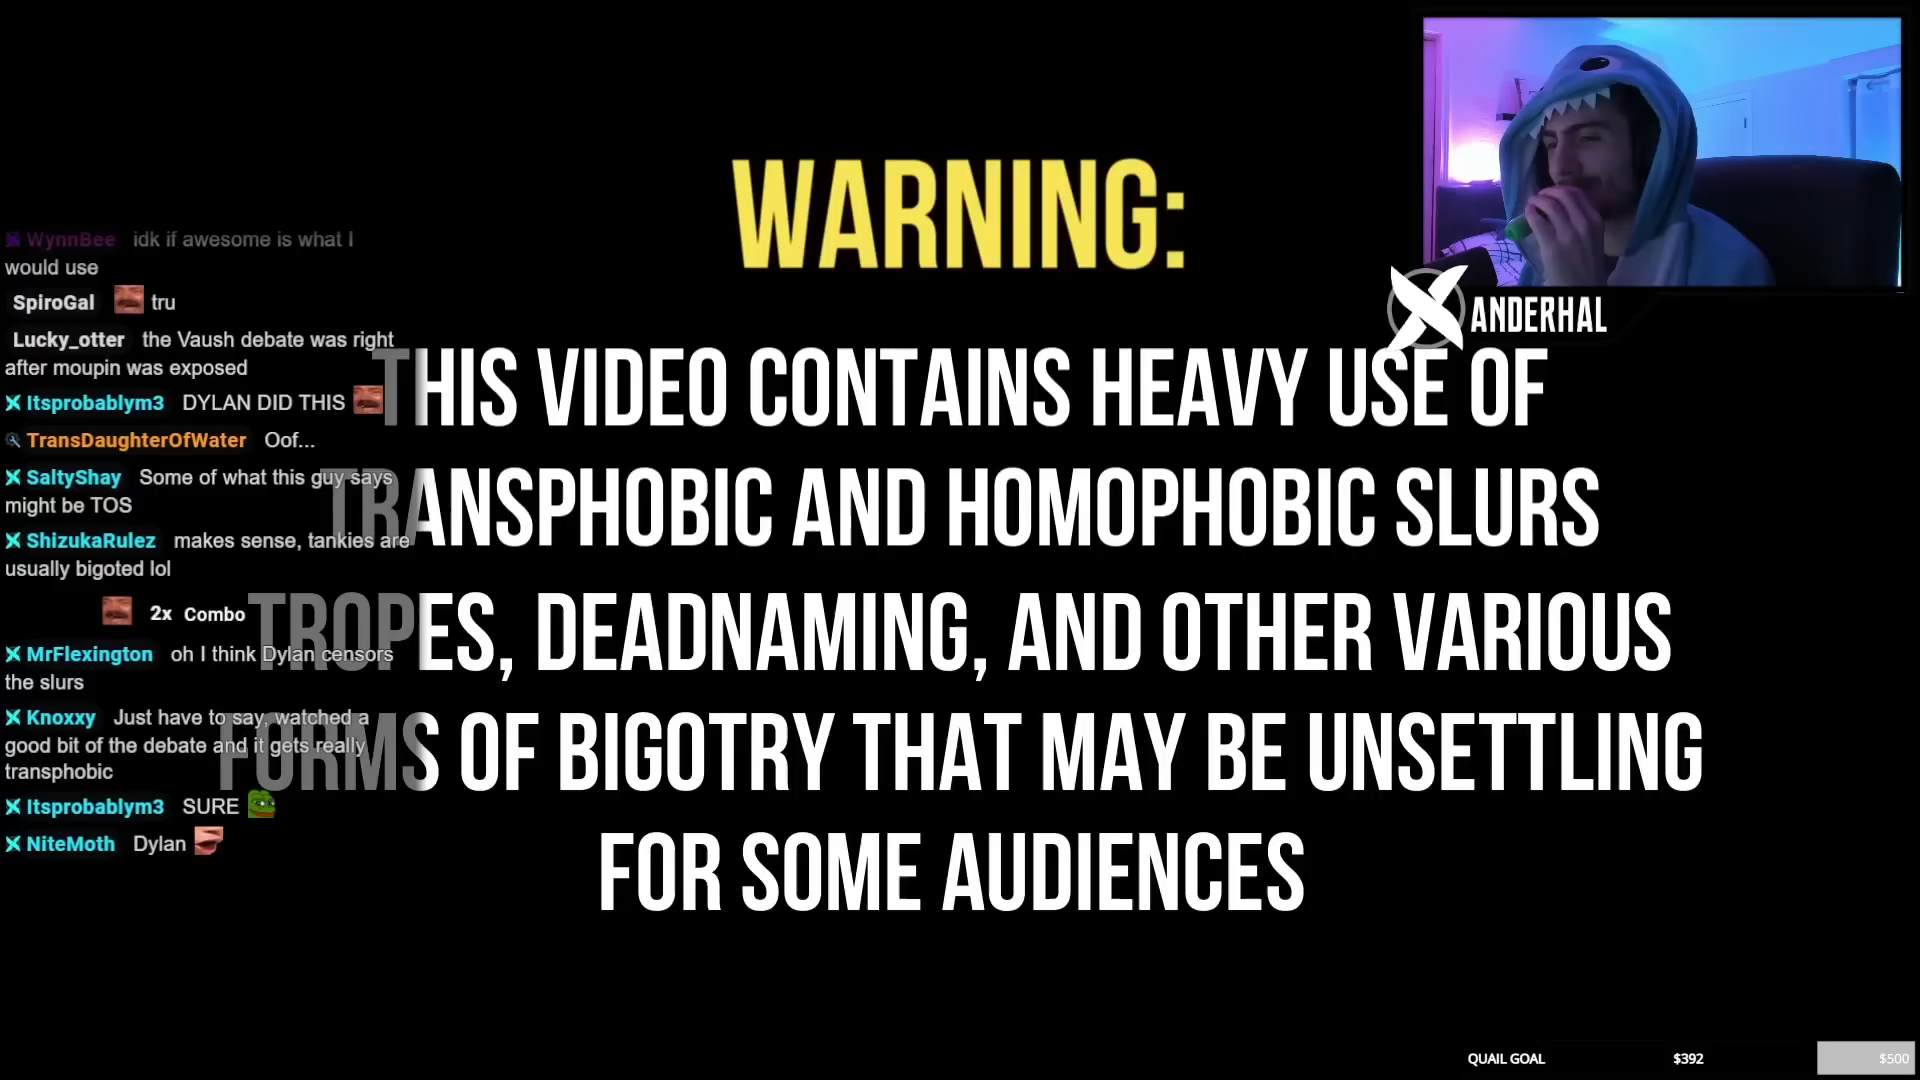 WARNING:
THIS VIDEO CONTAINS HEAVY USE OF
TRANSPHOBIC AND HOMOPHOBIC SLURS
TROPES, DEADNAMING, AND OTHER VARIOUS
FORMS OF BIGOTRY THAT MAY BE UNSETTLING
FOR SOME AUDIENCES
XANDERHAL
WynnBee idk if awesome is what I
would use
SpiroGal tru
Lucky_otter the Vaush debate was right
after moupin was exposed
Itsprobablym3 DYLAN DID THIS
TransDaughterOfWater Oof...
SaltyShay Some of what this guy says
might be TOS
ShizukaRulez makes sense, tankies are
usually bigoted lol
2x Combo
MrFlexington oh I think Dylan censors
the slurs
Knoxxy Just have to say, watched a
good bit of the debate and it gets really
transphobic
Itsprobablym3 SURE
NiteMoth Dylan
QUAIL GOAL $392 $500